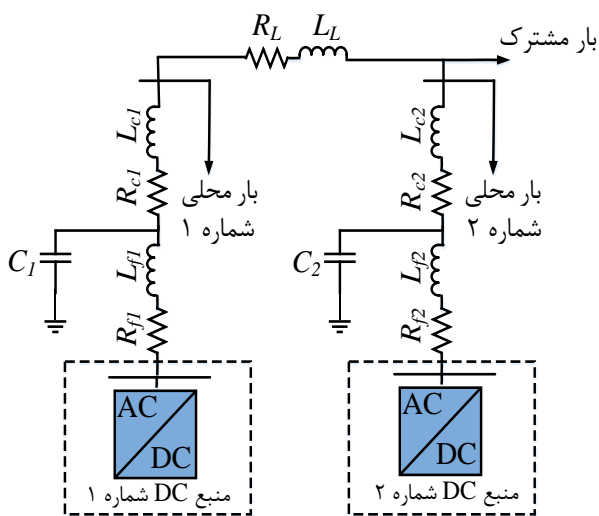 R_L L_L
بار مشترک
L_c1
R_c1
بار محلی
شماره ۱
C_1
L_f1
R_f1
AC
DC
منبع DC شماره ۱
L_c2
R_c2
بار محلی
شماره ۲
C_2
L_f2
R_f2
AC
DC
منبع DC شماره ۲